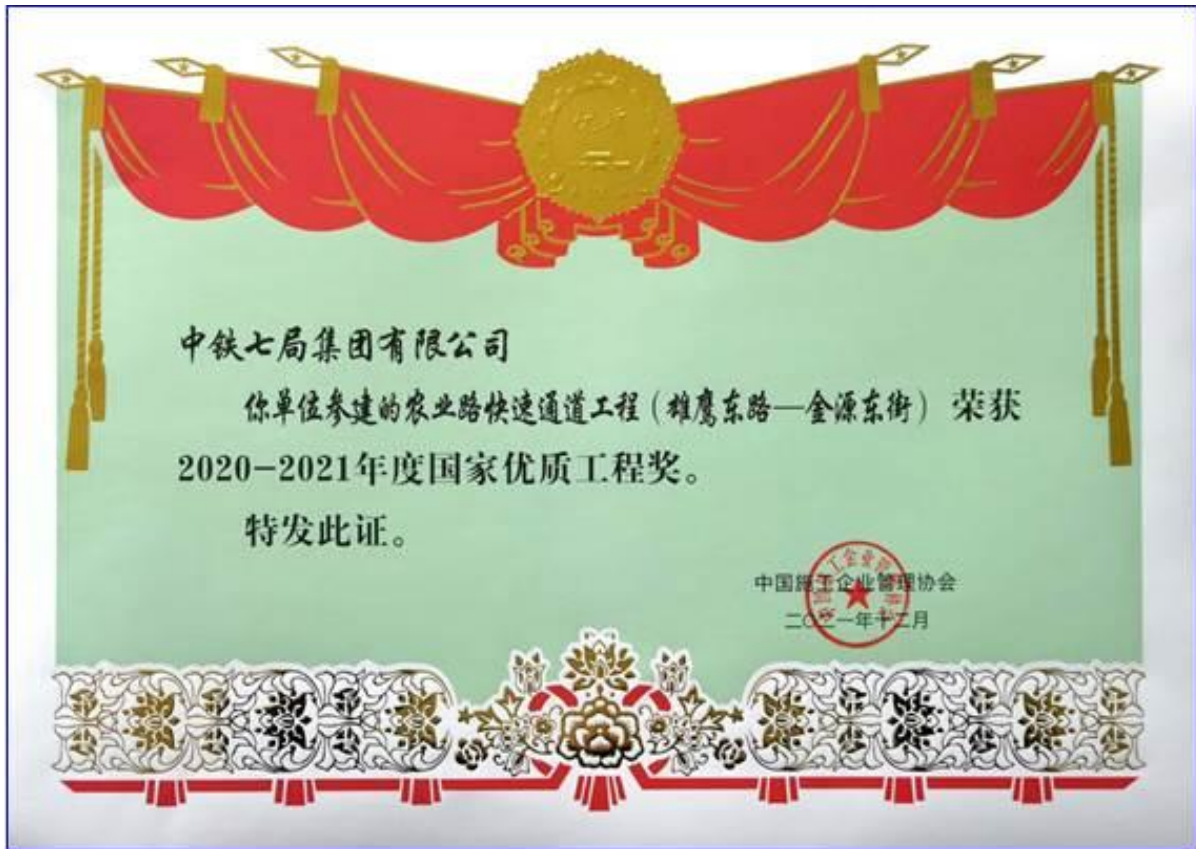 中铁七局集团有限公司
你单位参建的农业路快速通道工程（雄鹰东路—金源东街）荣获
2020-2021年度国家优质工程奖。
特发此证。
中国施工企业管理协会
二〇二一年十二月